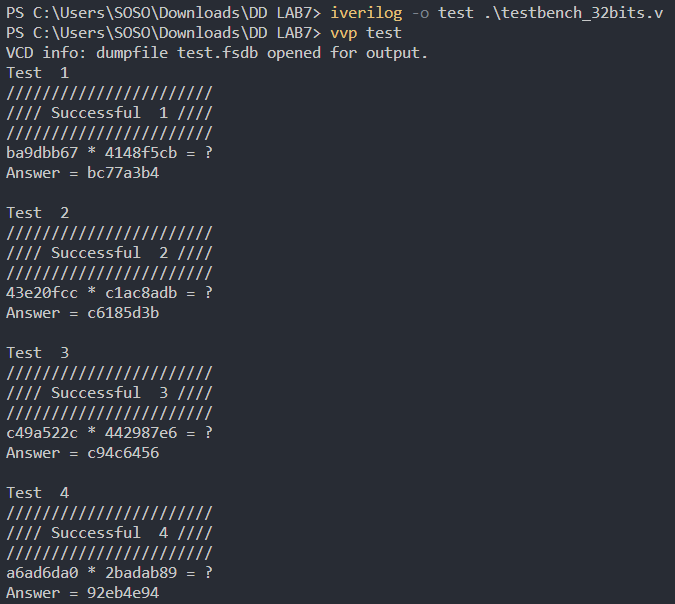 PS C:\Users\SOSO\Downloads\DD LAB7> iverilog -o test .\testbench_32bits.v
PS C:\Users\SOSO\Downloads\DD LAB7> vvp test
VCD info: dumpfile test.fsdb opened for output.
Test  1
///////////////////////
//// Successful  1 ////
///////////////////////
ba9dbb67 * 4148f5cb = ?
Answer = bc77a3b4

Test  2
///////////////////////
//// Successful  2 ////
///////////////////////
43e20fcc * c1ac8adb = ?
Answer = c6185d3b

Test  3
///////////////////////
//// Successful  3 ////
///////////////////////
c49a522c * 442987e6 = ?
Answer = c94c6456

Test  4
///////////////////////
//// Successful  4 ////
///////////////////////
a6ad6da0 * 2badab89 = ?
Answer = 92eb4e94